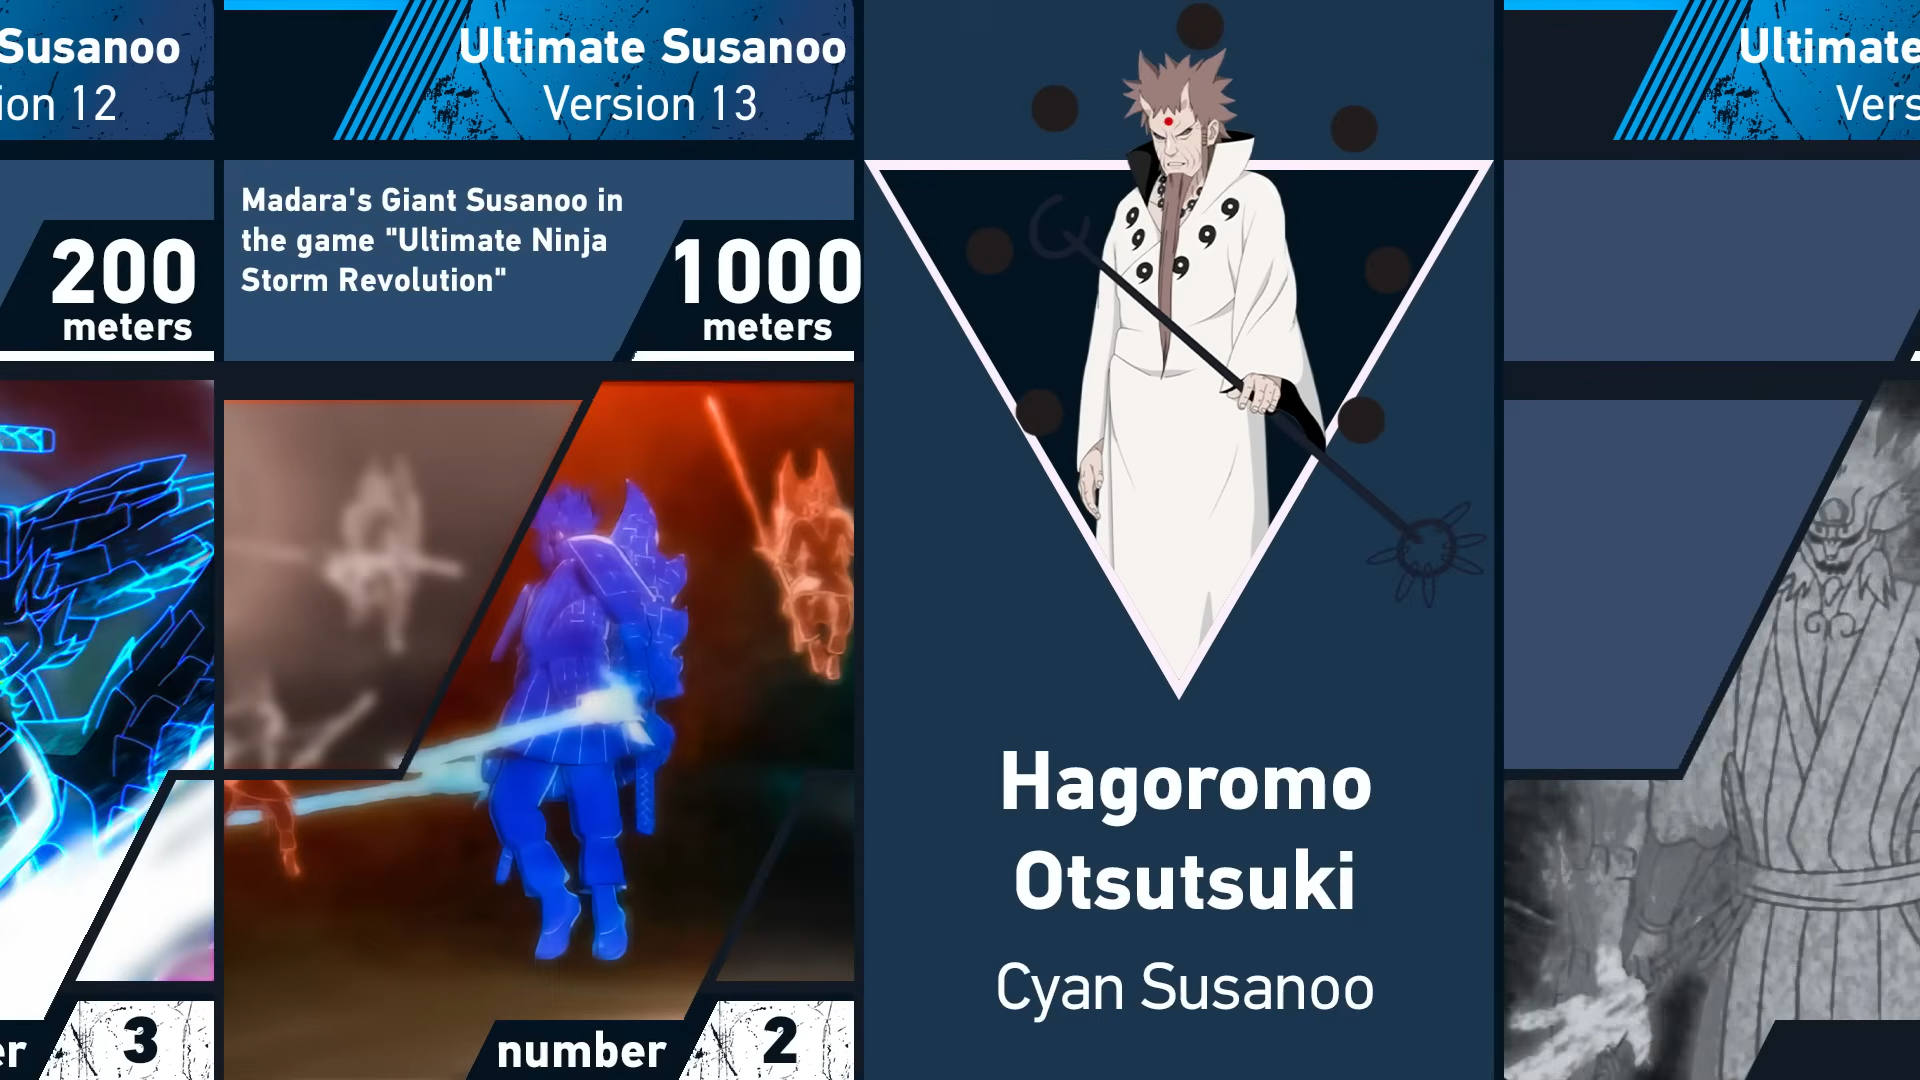 Susanoo
ion 12
200
meters
er
3
Ultimate Susanoo
Version 13
Madara's Giant Susanoo in
the game "Ultimate Ninja
Storm Revolution"
1000
meters
number
2
Hagoromo
Otsutsuki
Cyan Susanoo
Ultimate
Vers